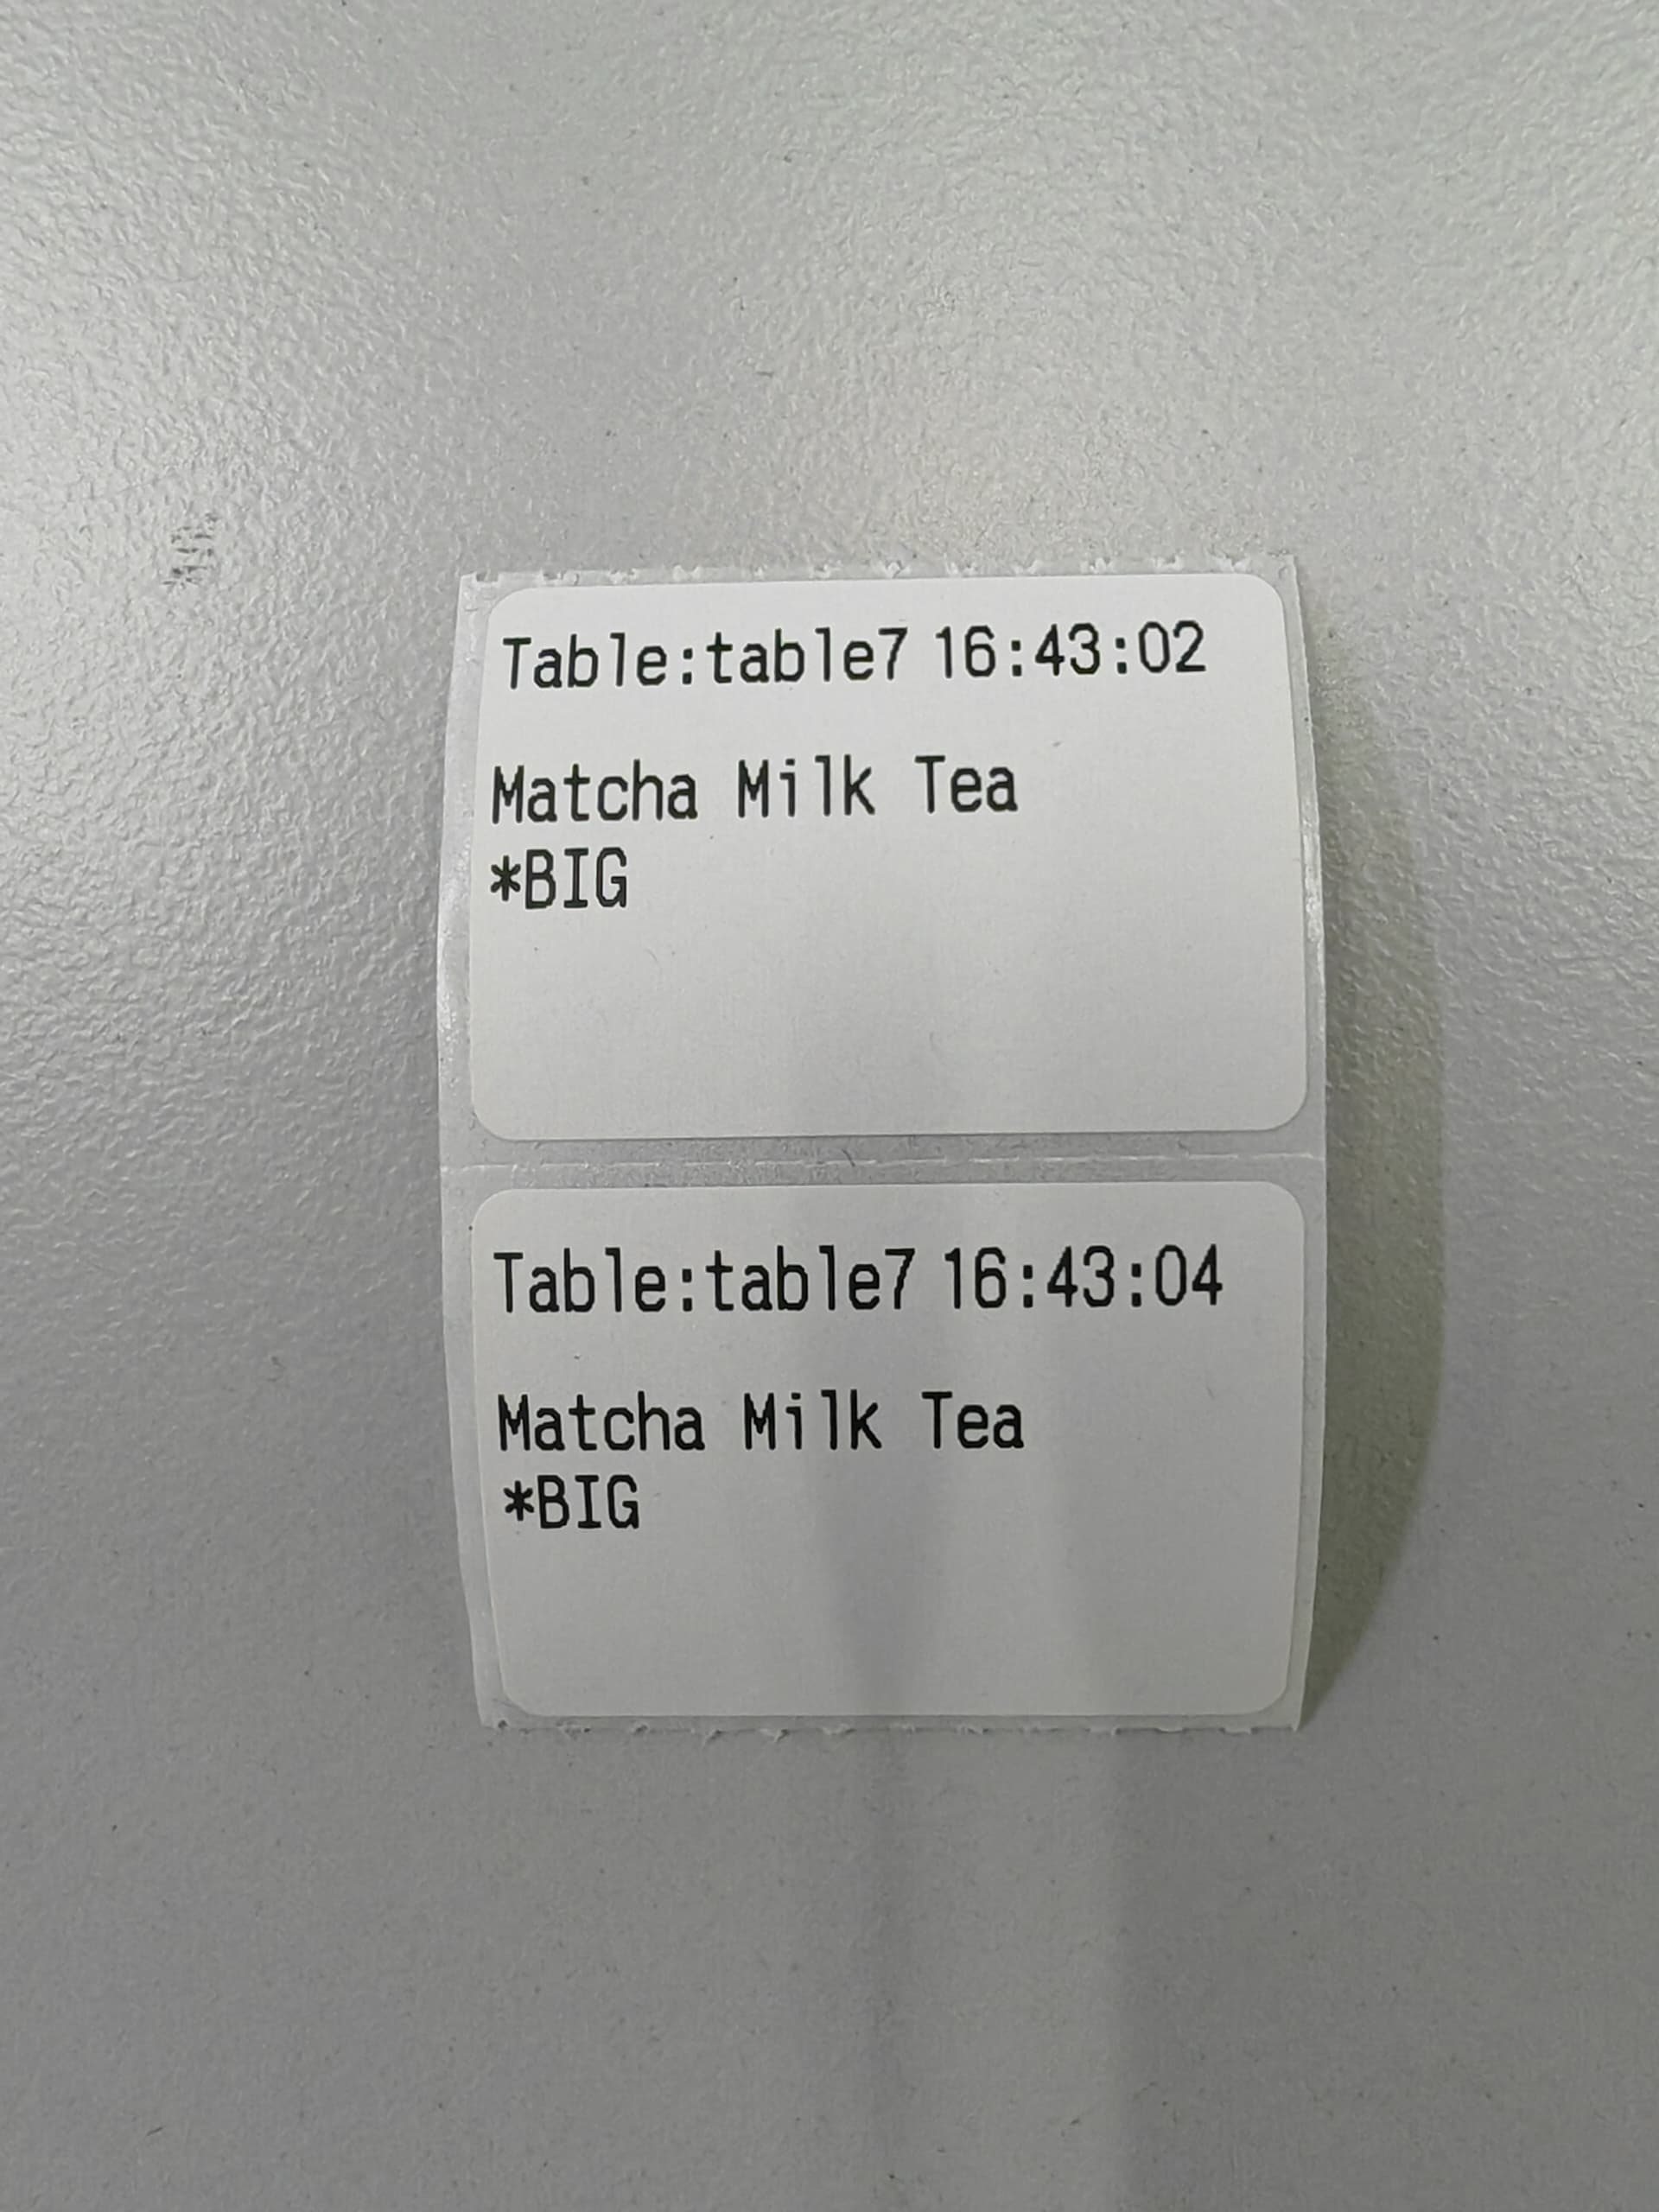 Table:table7 16:43:02
Matcha Milk Tea
*BIG
Table:table7 16:43:04
Matcha Milk Tea
*BIG